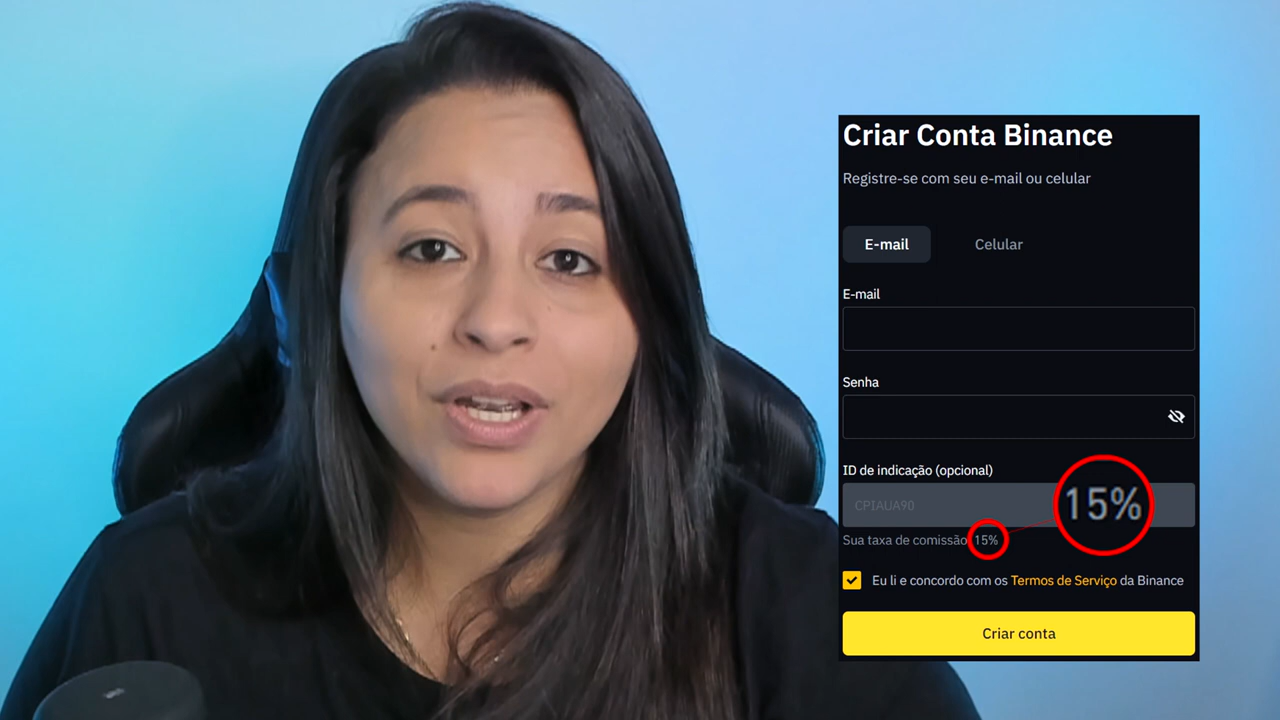 Criar Conta Binance
Registre-se com seu e-mail ou celular
E-mail
Celular
E-mail
Senha
ID de indicação (opcional)
CPIAUA90
15%
Sua taxa de comissão 15%
Eu li e concordo com os Termos de Serviço da Binance
Criar conta